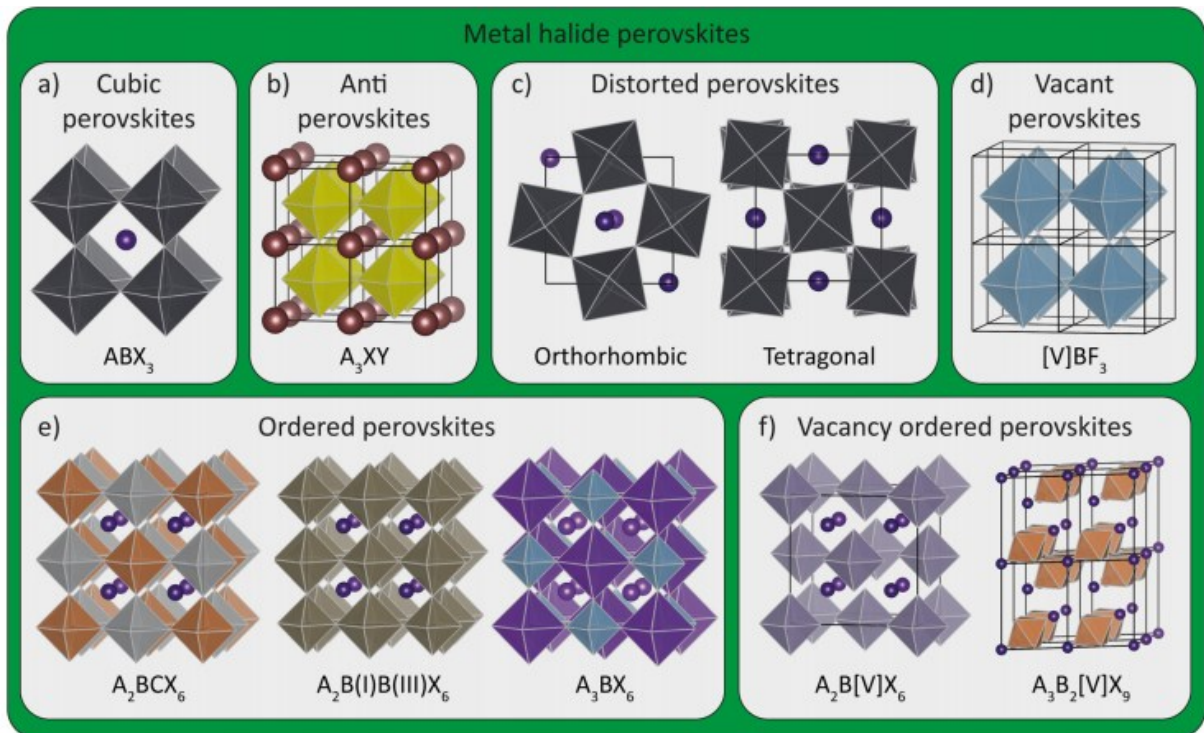 Metal halide perovskites
a) Cubic
perovskites
ABX₃
b) Anti
perovskites
A₃XY
c) Distorted perovskites
Orthorhombic Tetragonal
d) Vacant
perovskites
[V]BF₃
e) Ordered perovskites
A₂BCX₆ A₂B(I)B(III)X₆ A₃BX₆
f) Vacancy ordered perovskites
A₂B[V]X₆ A₃B₂[V]X₉